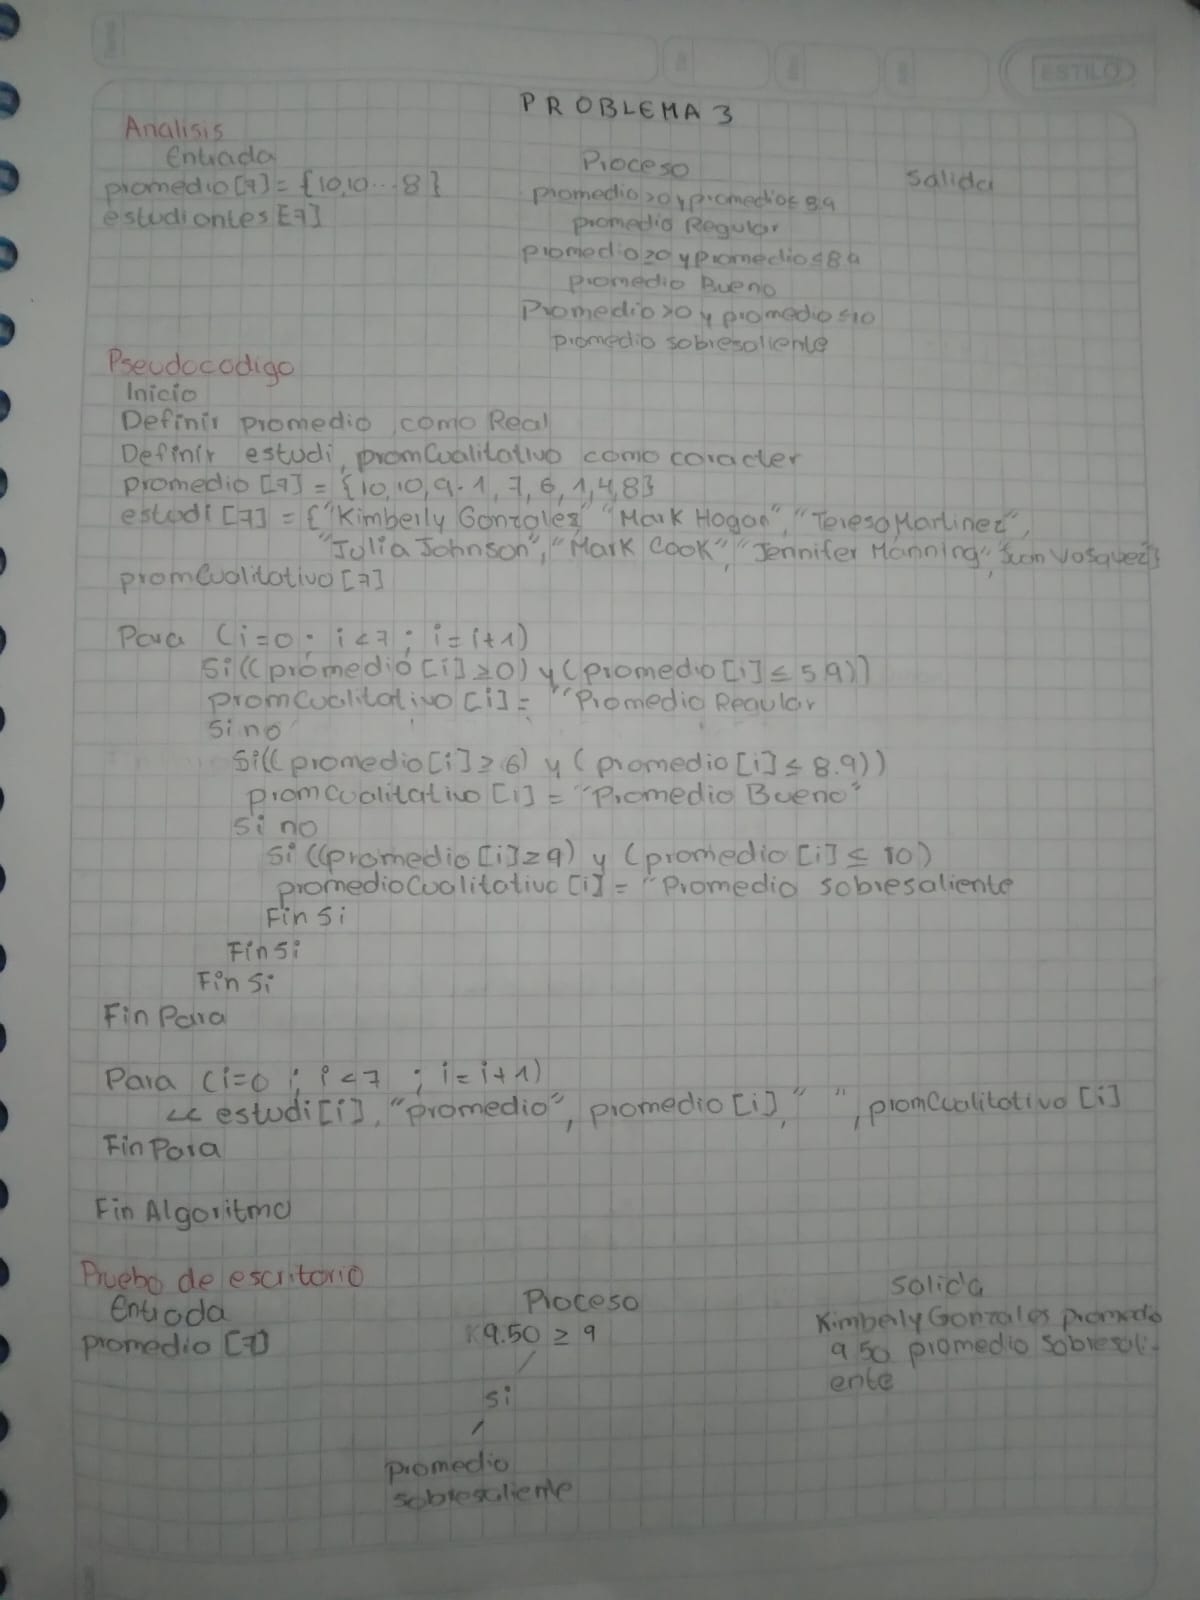 ESTILO
PROBLEMA 3
Analisis
Entrada
Proceso
Salida
promedio[7]={10,10...8}
estudiantes[7]
promedio>0 y promedio≤ 8.9
promedio Regular
promedio≥0 y promedio≤8.9
promedio Bueno
Promedio>0 y promedio≤10
promedio sobresaliente
Pseudocodigo
Inicio
Definir promedio como Real
Definir estudi, promCualitativo como caracter
promedio [7] = {10,10,9.1,7,6,1,4,8}
estudi [7] = {"Kimberly Gonzales" "Mark Hogan", "Teresa Martinez",
"Julia Johnson", "Mark Cook", "Jennifer Manning", "Juan Vasquez"}
promCualitativo [7]
Para (i=0; i<7; i=i+1)
Si((promedio[i]≥0) y (promedio[i]≤ 5.9))
promCualitativo [i]= "Promedio Regular
Si no
Si((promedio[i]≥6) y (promedio[i]≤ 8.9))
promcualitativo [i] = "Promedio Bueno"
Si no
Si ((promedio[i]≥9) y (promedio [i] ≤ 10)
promedioCualitativo [i] = "Promedio sobresaliente
Fin Si
Fin Si
Fin Si
Fin Para
Para (i=0 ; i<7 ; i=i+1)
<< estudi[i], "promedio", promedio[i], " ", promCualitativo [i]
Fin Para
Fin Algoritmo
Prueba de escritorio
Entrada
Proceso
Salida
promedio [7]
9.50 ≥ 9
Si
promedio
sobresaliente
Kimberly Gonzales promedio
9.50 promedio sobresali-
ente